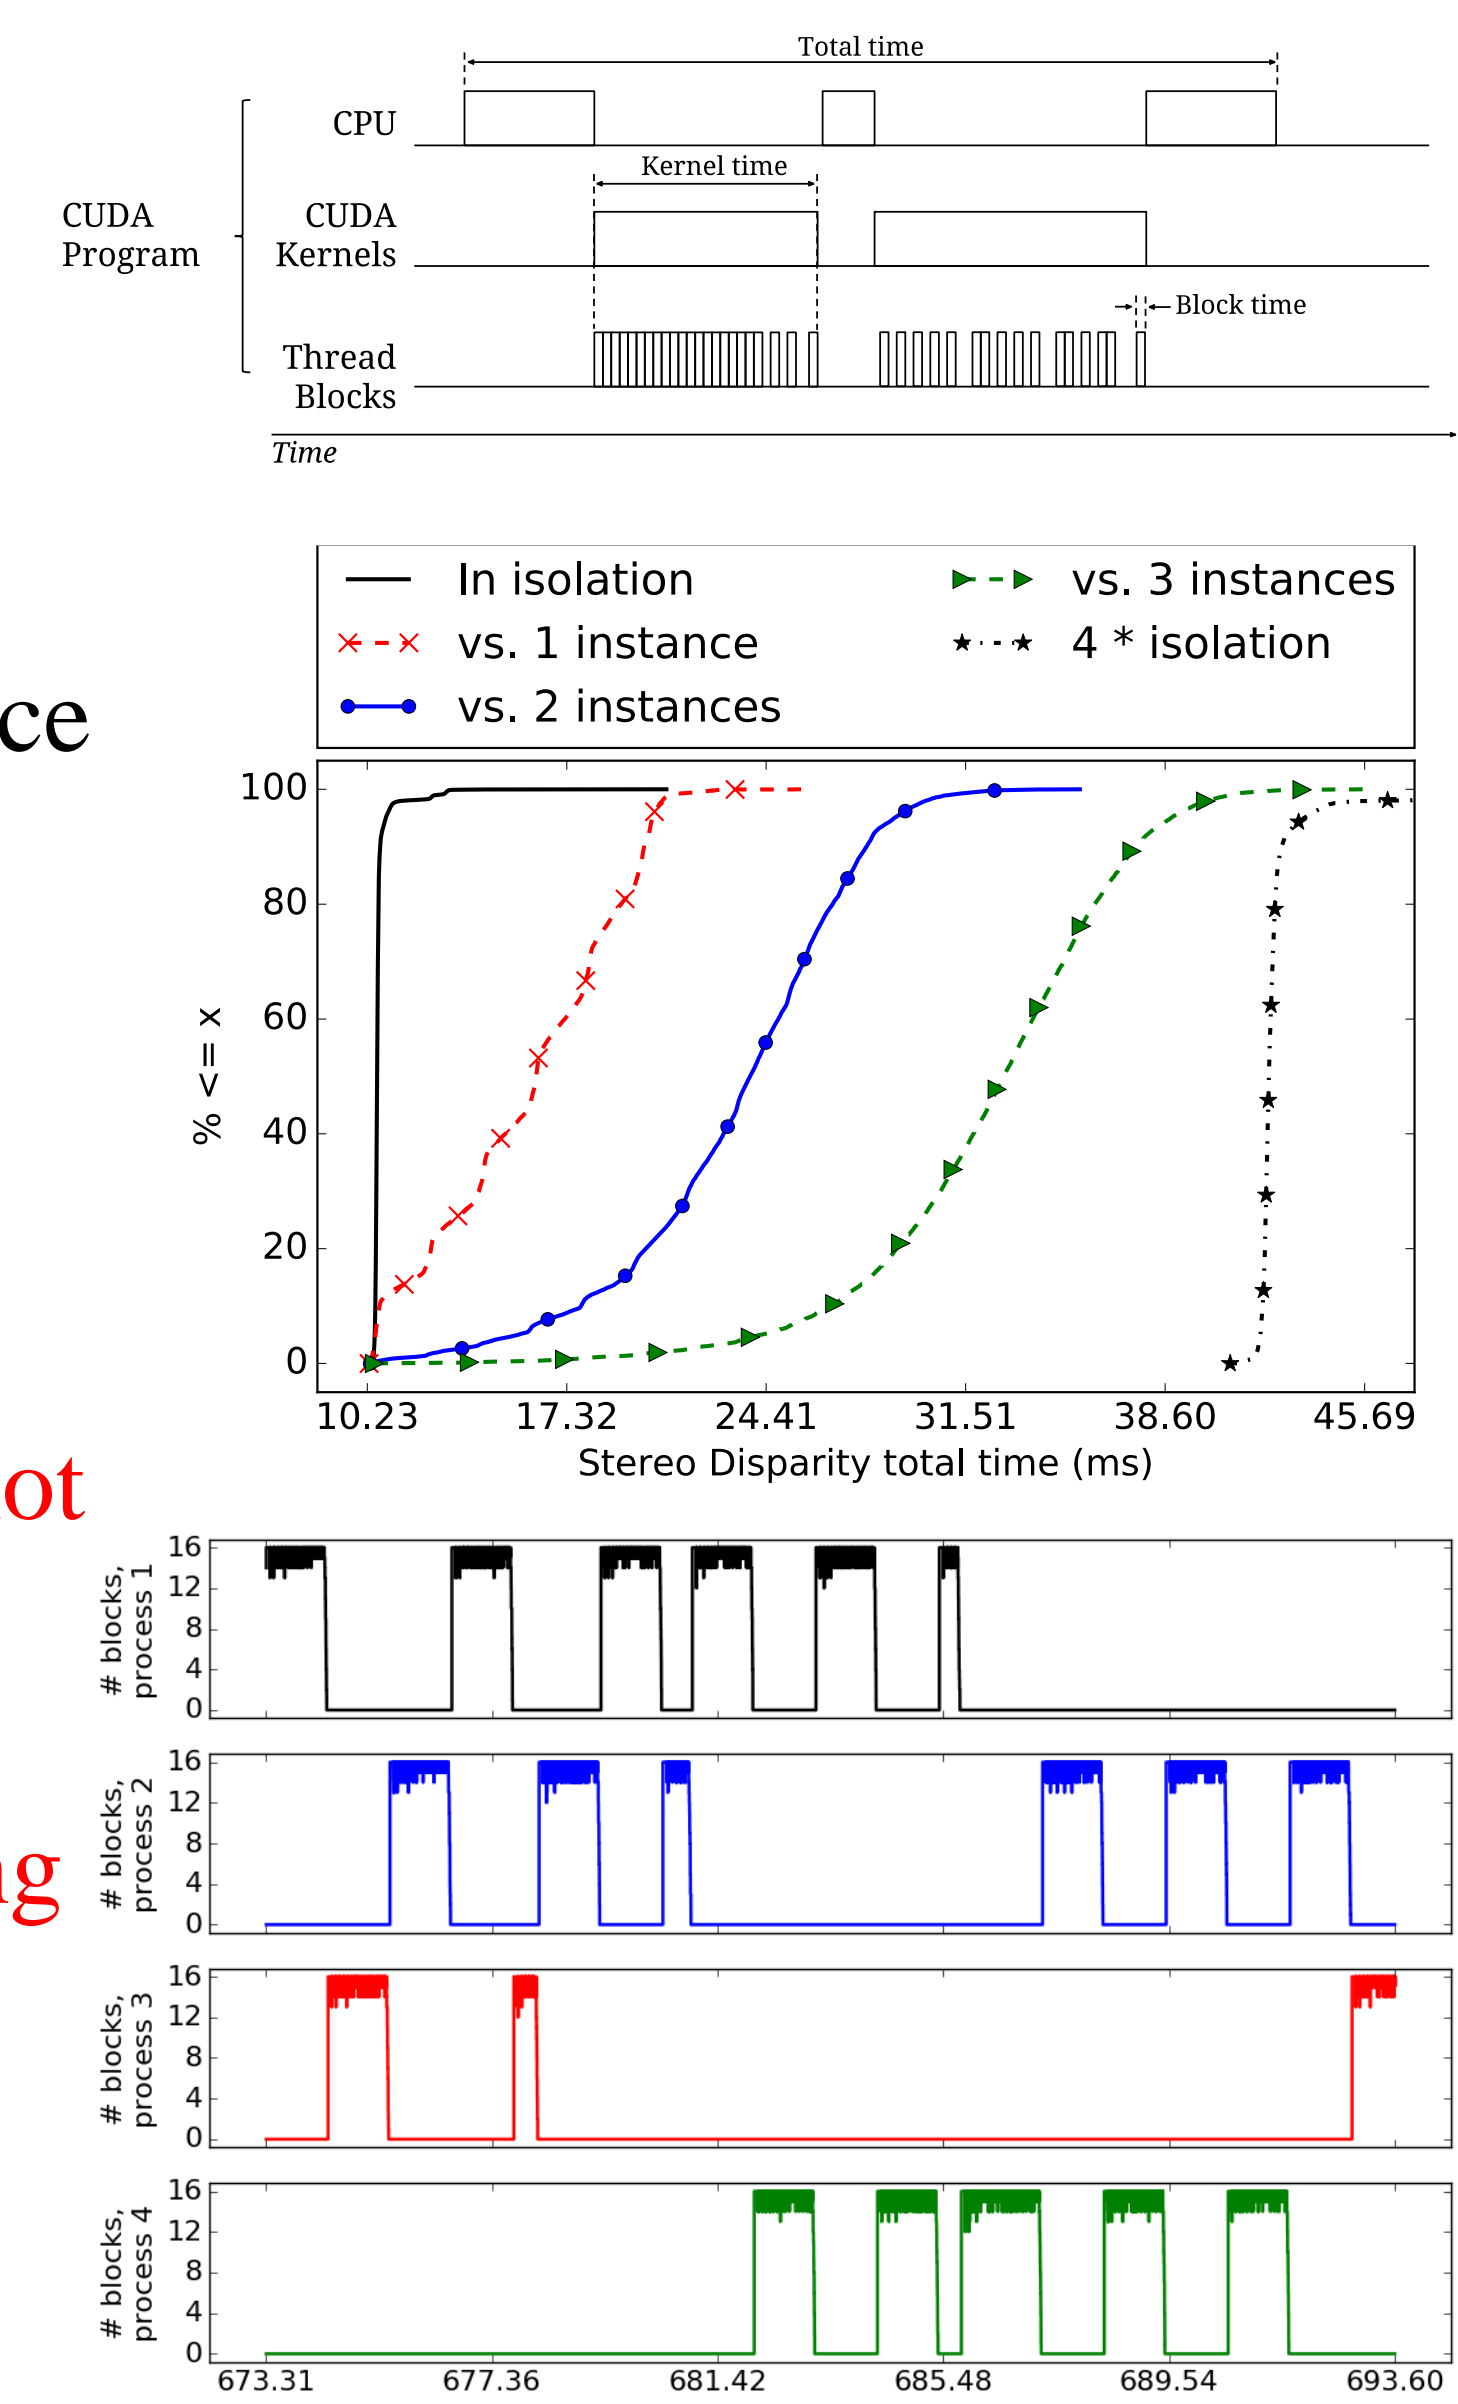 Total time
CPU
Kernel time
CUDA
Program
CUDA
Kernels
Block time
Thread
Blocks
Time
In isolation
vs. 1 instance
vs. 2 instances
vs. 3 instances
4 * isolation
ce
100
80
60
40
20
0
% <= x
10.23 17.32 24.41 31.51 38.60 45.69
Stereo Disparity total time (ms)
ot
16
12
8
4
0
# blocks,
process 1
16
12
8
4
0
# blocks,
process 2
g
16
12
8
4
0
# blocks,
process 3
16
12
8
4
0
# blocks,
process 4
673.31 677.36 681.42 685.48 689.54 693.60